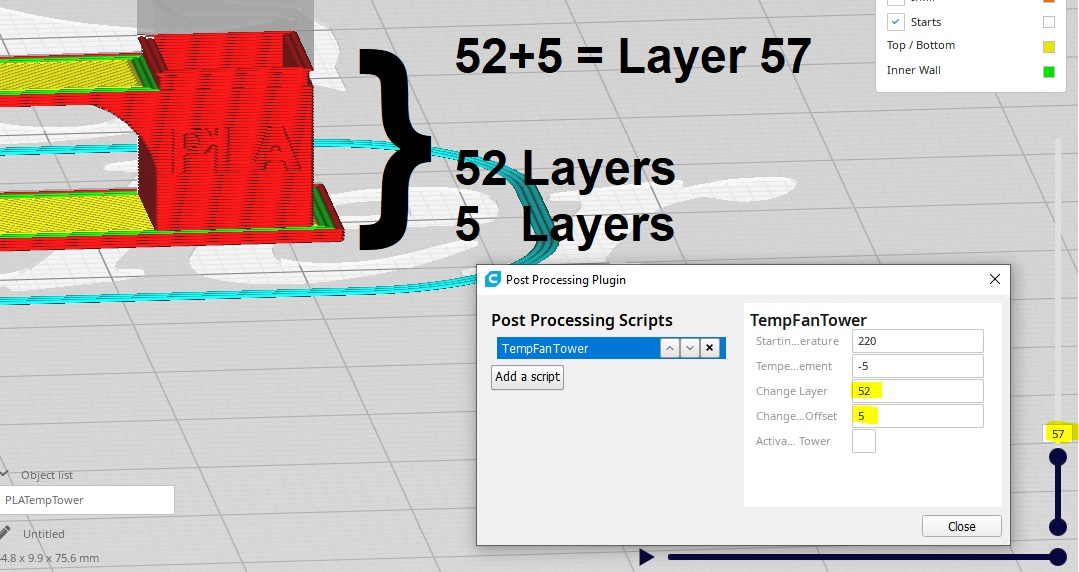 52+5 = Layer 57
Starts
Top / Bottom
Inner Wall
PLA
52 Layers
5 Layers
Post Processing Plugin
Post Processing Scripts
TempFanTower
Add a script
TempFanTower
Startin...erature 220
Tempe...ement -5
Change Layer 52
Change...Offset 5
Activa... Tower
Close
57
Object list
PLATempTower
Untitled
4.8 x 9.9 x 75.6 mm